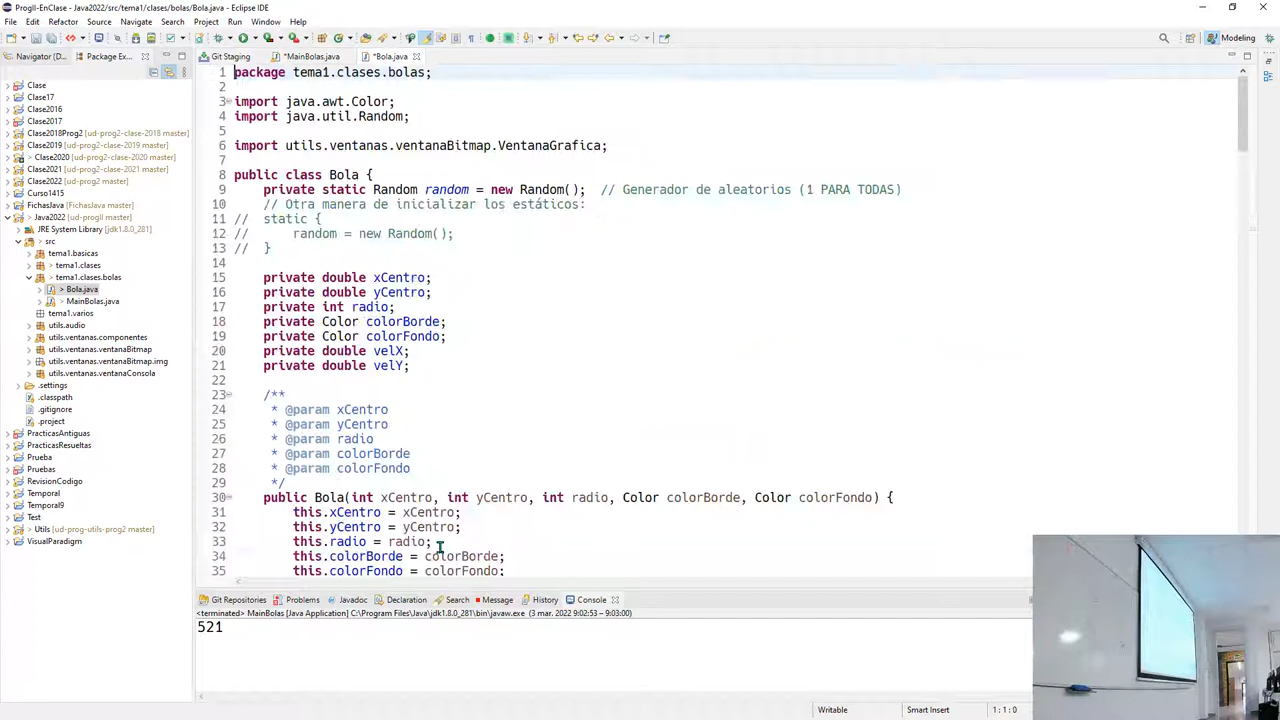 ProgII-EnClase - Java2022/src/tema1/clases/bolas/Bola.java - Eclipse IDE
File Edit Refactor Source Navigate Search Project Run Window Help
Modeling
Navigator (D...
Package Ex...
Git Staging
*MainBolas.java
*Bola.java
Clase
Clase17
Clase2016
Clase2017
Clase2018Prog2 [ud-prog2-clase-2018 master]
Clase2019 [ud-prog2-clase-2019 master]
> Clase2020 [ud-prog2-clase-2020 master]
Clase2021 [ud-prog2-clase-2021 master]
Clase2022 [ud-prog2 master]
Curso1415
FichasJava [ud-progII master]
> Java2022 [ud-progII master]
JRE System Library [jdk1.8.0_281]
> src
tema1.basicas
> tema1.clases
> tema1.clases.bolas
> Bola.java
> MainBolas.java
tema1.varios
utils.audio
utils.ventanas.componentes
utils.ventanas.ventanaBitmap
utils.ventanas.ventanaBitmap.img
utils.ventanas.ventanaConsola
.settings
.classpath
.gitignore
.project
PracticasAntiguas
PracticasResueltas
Prueba
Pruebas
RevisionCodigo
Temporal
Temporal9
Test
> Utils [ud-prog-utils-prog2 master]
VisualParadigm
1 package tema1.clases.bolas;
2
3 import java.awt.Color;
4 import java.util.Random;
5
6 import utils.ventanas.ventanaBitmap.VentanaGrafica;
7
8 public class Bola {
9 private static Random random = new Random(); // Generador de aleatorios (1 PARA TODAS)
10 // Otra manera de inicializar los estáticos:
11 // static {
12 // random = new Random();
13 // }
14
15 private double xCentro;
16 private double yCentro;
17 private int radio;
18 private Color colorBorde;
19 private Color colorFondo;
20 private double velX;
21 private double velY;
22
23 /**
24 * @param xCentro
25 * @param yCentro
26 * @param radio
27 * @param colorBorde
28 * @param colorFondo
29 */
30 public Bola(int xCentro, int yCentro, int radio, Color colorBorde, Color colorFondo) {
31 this.xCentro = xCentro;
32 this.yCentro = yCentro;
33 this.radio = radio;
34 this.colorBorde = colorBorde;
35 this.colorFondo = colorFondo;
Git Repositories Problems Javadoc Declaration Search Message History Console
<terminated> MainBolas [Java Application] C:\Program Files\Java\jdk1.8.0_281\bin\javaw.exe (3 mar. 2022 9:02:53 – 9:03:00)
521
Writable
Smart Insert
1 : 1 : 0